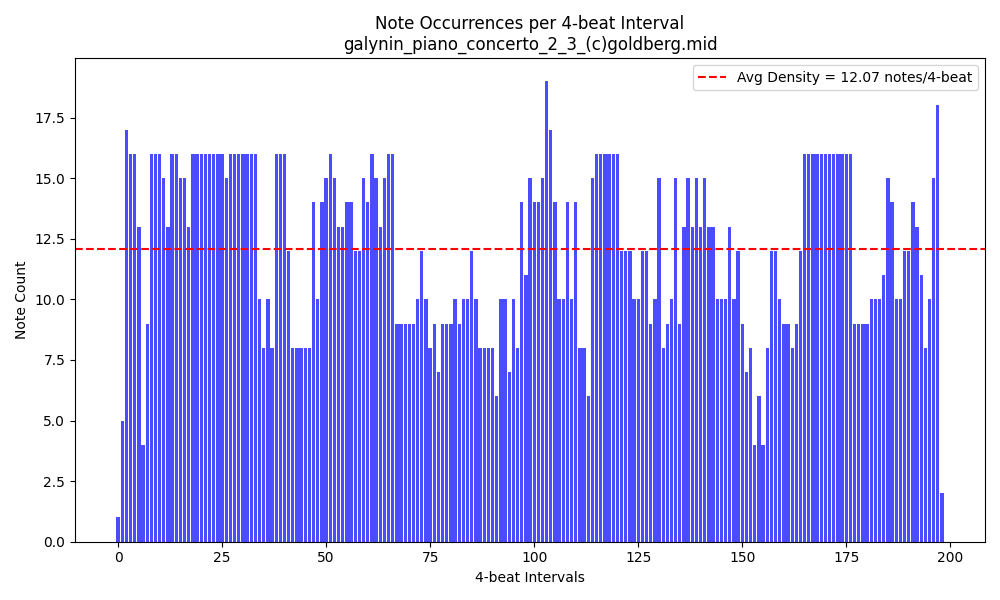 Note Occurrences per 4-beat Interval
galynin_piano_concerto_2_3_(c)goldberg.mid
Avg Density = 12.07 notes/4-beat
Note Count
17.5
15.0
12.5
10.0
7.5
5.0
2.5
0.0
0 25 50 75 100 125 150 175 200
4-beat Intervals